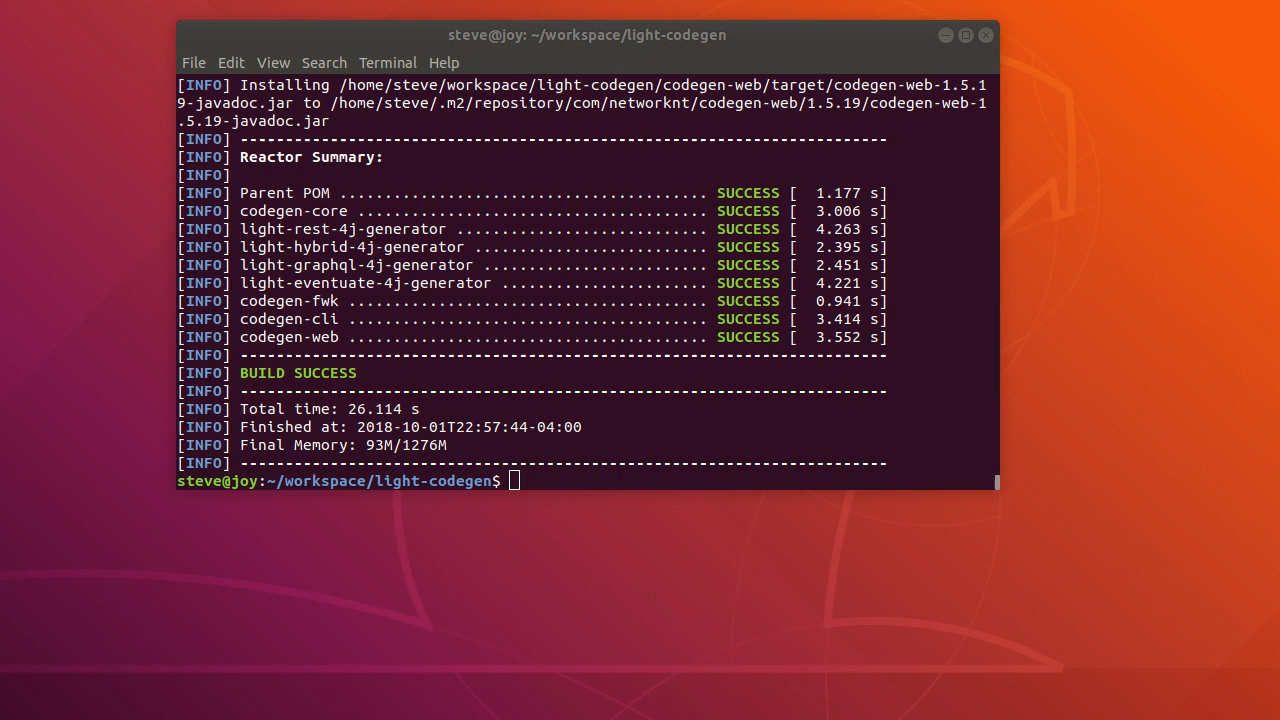 steve@joy: ~/workspace/light-codegen
File Edit View Search Terminal Help
[INFO] Installing /home/steve/workspace/light-codegen/codegen-web/target/codegen-web-1.5.1
9-javadoc.jar to /home/steve/.m2/repository/com/networknt/codegen-web/1.5.19/codegen-web-1
.5.19-javadoc.jar
[INFO] ------------------------------------------------------------------------
[INFO] Reactor Summary:
[INFO]
[INFO] Parent POM ......................................... SUCCESS [  1.177 s]
[INFO] codegen-core ....................................... SUCCESS [  3.006 s]
[INFO] light-rest-4j-generator ............................ SUCCESS [  4.263 s]
[INFO] light-hybrid-4j-generator .......................... SUCCESS [  2.395 s]
[INFO] light-graphql-4j-generator ......................... SUCCESS [  2.451 s]
[INFO] light-eventuate-4j-generator ....................... SUCCESS [  4.221 s]
[INFO] codegen-fwk ........................................ SUCCESS [  0.941 s]
[INFO] codegen-cli ........................................ SUCCESS [  3.414 s]
[INFO] codegen-web ........................................ SUCCESS [  3.552 s]
[INFO] ------------------------------------------------------------------------
[INFO] BUILD SUCCESS
[INFO] ------------------------------------------------------------------------
[INFO] Total time: 26.114 s
[INFO] Finished at: 2018-10-01T22:57:44-04:00
[INFO] Final Memory: 93M/1276M
[INFO] ------------------------------------------------------------------------
steve@joy:~/workspace/light-codegen$